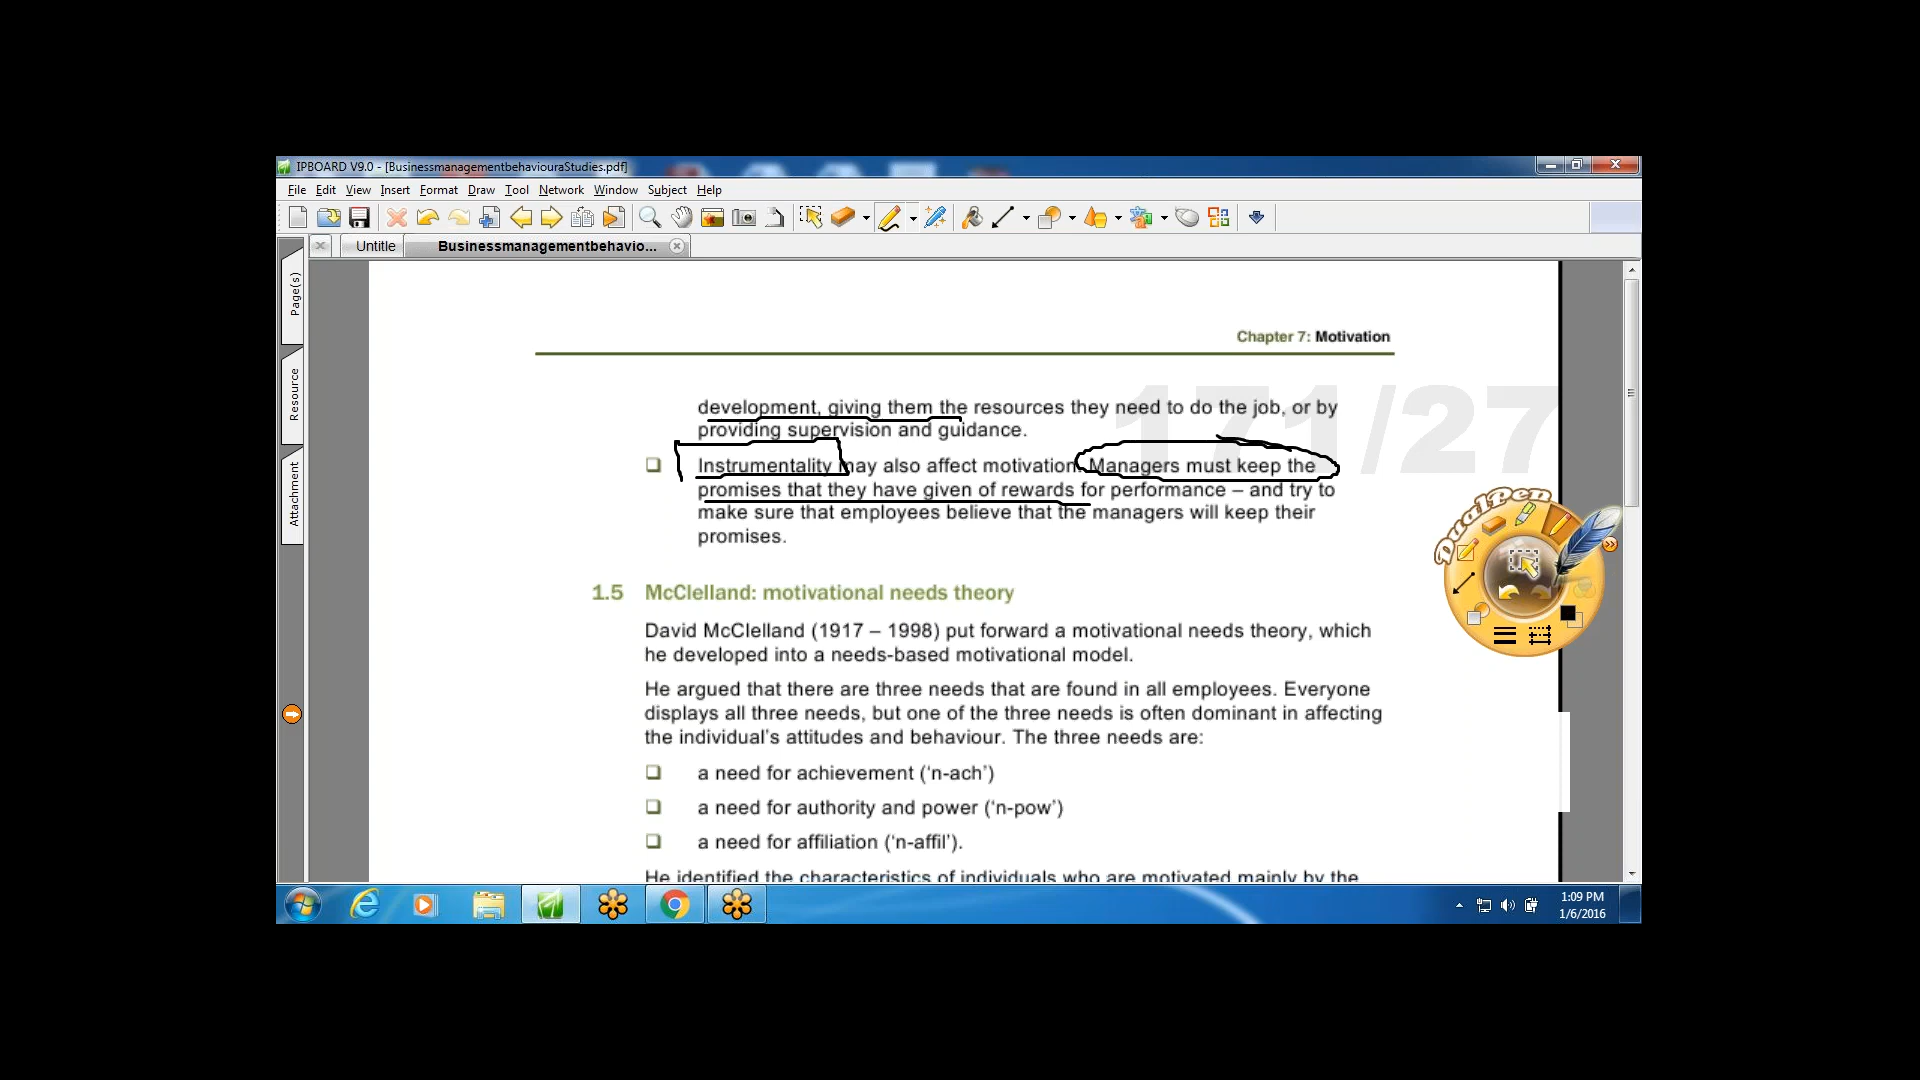 IPBOARD V9.0 - [BusinessmanagementbehaviouraStudies.pdf]
File Edit View Insert Format Draw Tool Network Window Subject Help
Untitle Businessmanagementbehavio...
Page(s)
Resource
Attachment
Chapter 7: Motivation
171/27
development, giving them the resources they need to do the job, or by
providing supervision and guidance.
Instrumentality may also affect motivation. Managers must keep the
promises that they have given of rewards for performance – and try to
make sure that employees believe that the managers will keep their
promises.
DualPen
1.5 McClelland: motivational needs theory
David McClelland (1917 – 1998) put forward a motivational needs theory, which
he developed into a needs-based motivational model.
He argued that there are three needs that are found in all employees. Everyone
displays all three needs, but one of the three needs is often dominant in affecting
the individual’s attitudes and behaviour. The three needs are:
a need for achievement (‘n-ach’)
a need for authority and power (‘n-pow’)
a need for affiliation (‘n-affil’).
He identified the characteristics of individuals who are motivated mainly by the
1:09 PM
1/6/2016